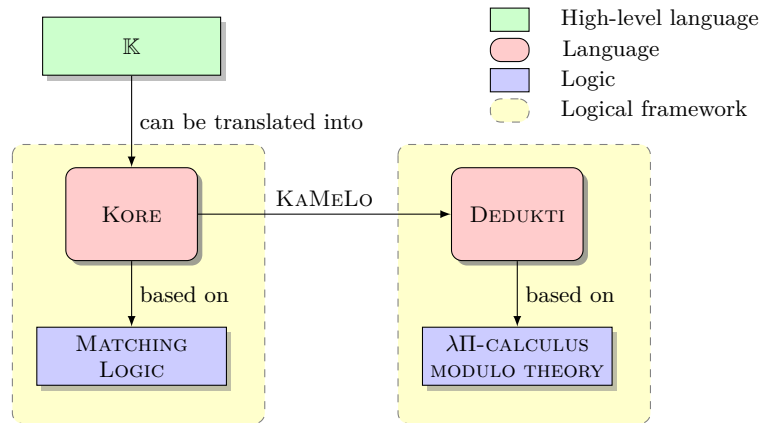 𝕂
High-level language
Language
Logic
Logical framework
can be translated into
KORE
KAMELO
DEDUKTI
based on
based on
MATCHING
LOGIC
λΠ-CALCULUS
MODULO THEORY